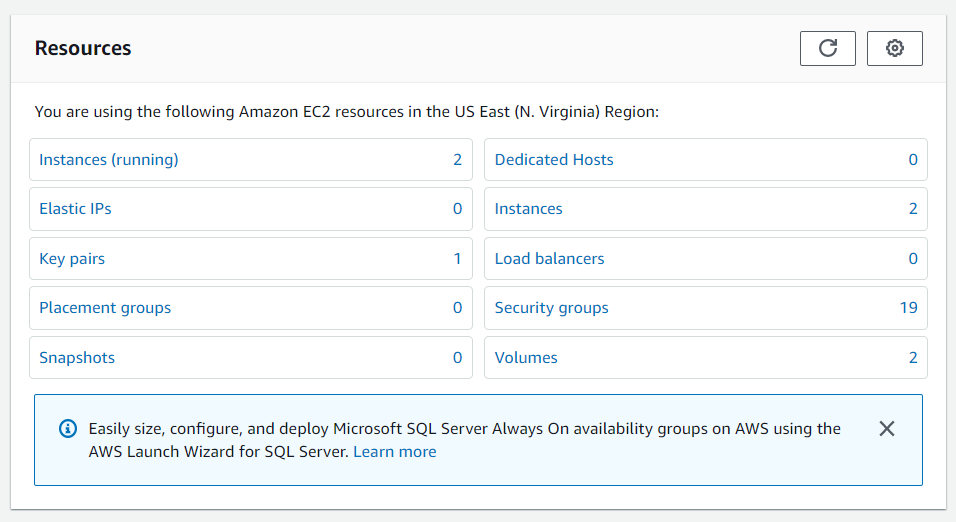 Resources
You are using the following Amazon EC2 resources in the US East (N. Virginia) Region:
Instances (running) 2
Dedicated Hosts 0
Elastic IPs 0
Instances 2
Key pairs 1
Load balancers 0
Placement groups 0
Security groups 19
Snapshots 0
Volumes 2
Easily size, configure, and deploy Microsoft SQL Server Always On availability groups on AWS using the
AWS Launch Wizard for SQL Server. Learn more